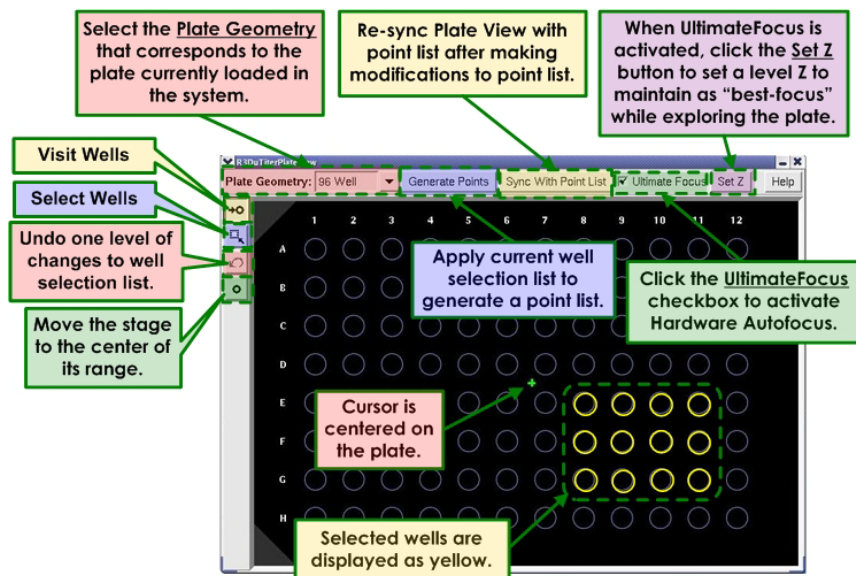 Select the Plate Geometry
that corresponds to the
plate currently loaded in
the system.
Re-sync Plate View with
point list after making
modifications to point list.
When UltimateFocus is
activated, click the Set Z
button to set a level Z to
maintain as “best-focus”
while exploring the plate.
Visit Wells
Select Wells
Undo one level of
changes to well
selection list.
Move the stage
to the center of
its range.
Plate Geometry: 96 Well Generate Points Sync With Point List Ultimate Focus Set Z Help
1 2 3 4 5 6 7 8 9 10 11 12
A
B
C
D
E
F
G
H
Apply current well
selection list to
generate a point list.
Click the UltimateFocus
checkbox to activate
Hardware Autofocus.
Cursor is
centered on
the plate.
Selected wells are
displayed as yellow.